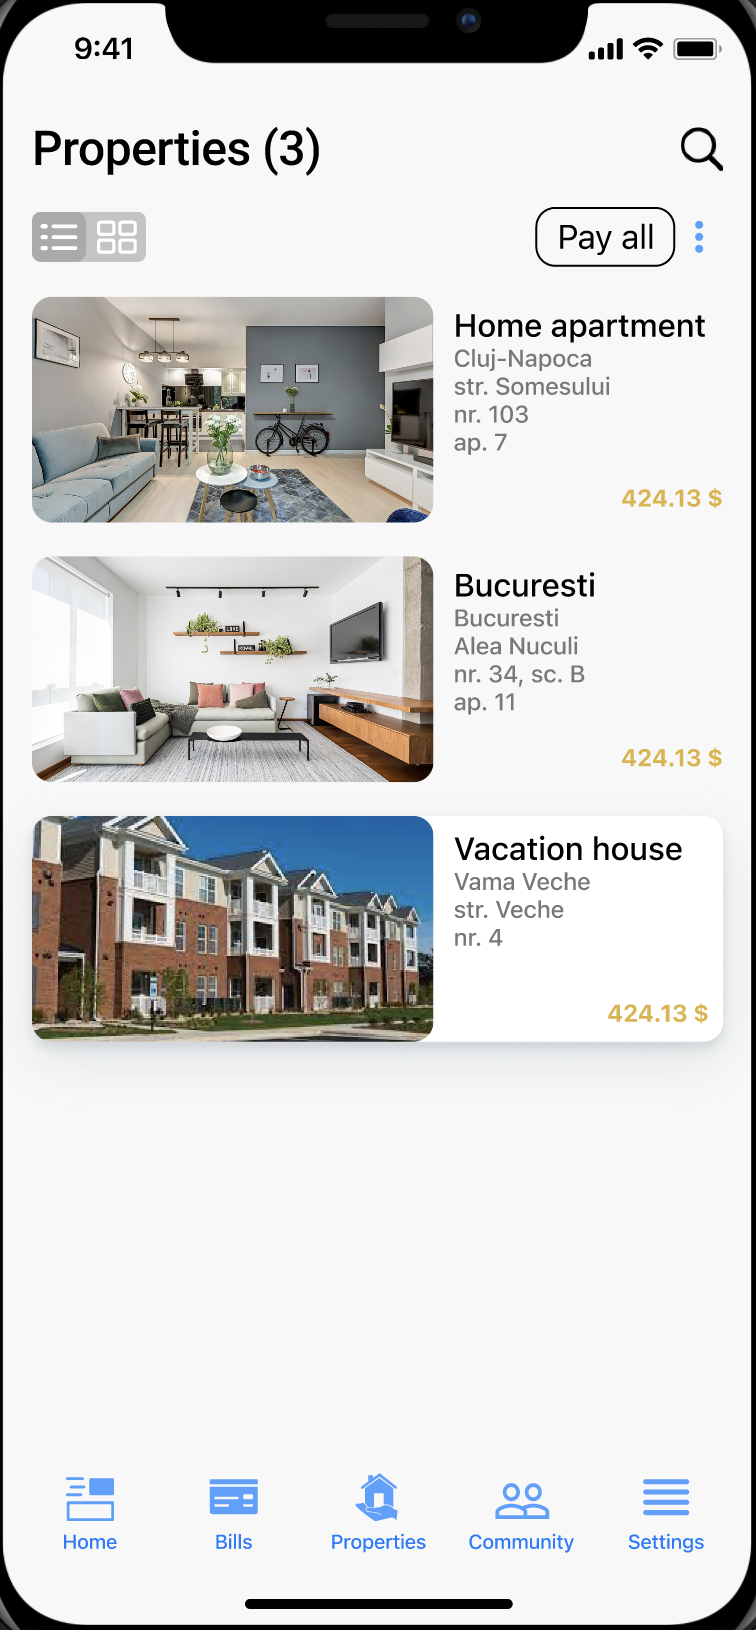 9:41
Properties (3)
Pay all
Home apartment
Cluj-Napoca
str. Somesului
nr. 103
ap. 7
424.13 $
Bucuresti
Bucuresti
Alea Nuculi
nr. 34, sc. B
ap. 11
424.13 $
Vacation house
Vama Veche
str. Veche
nr. 4
424.13 $
Home
Bills
Properties
Community
Settings